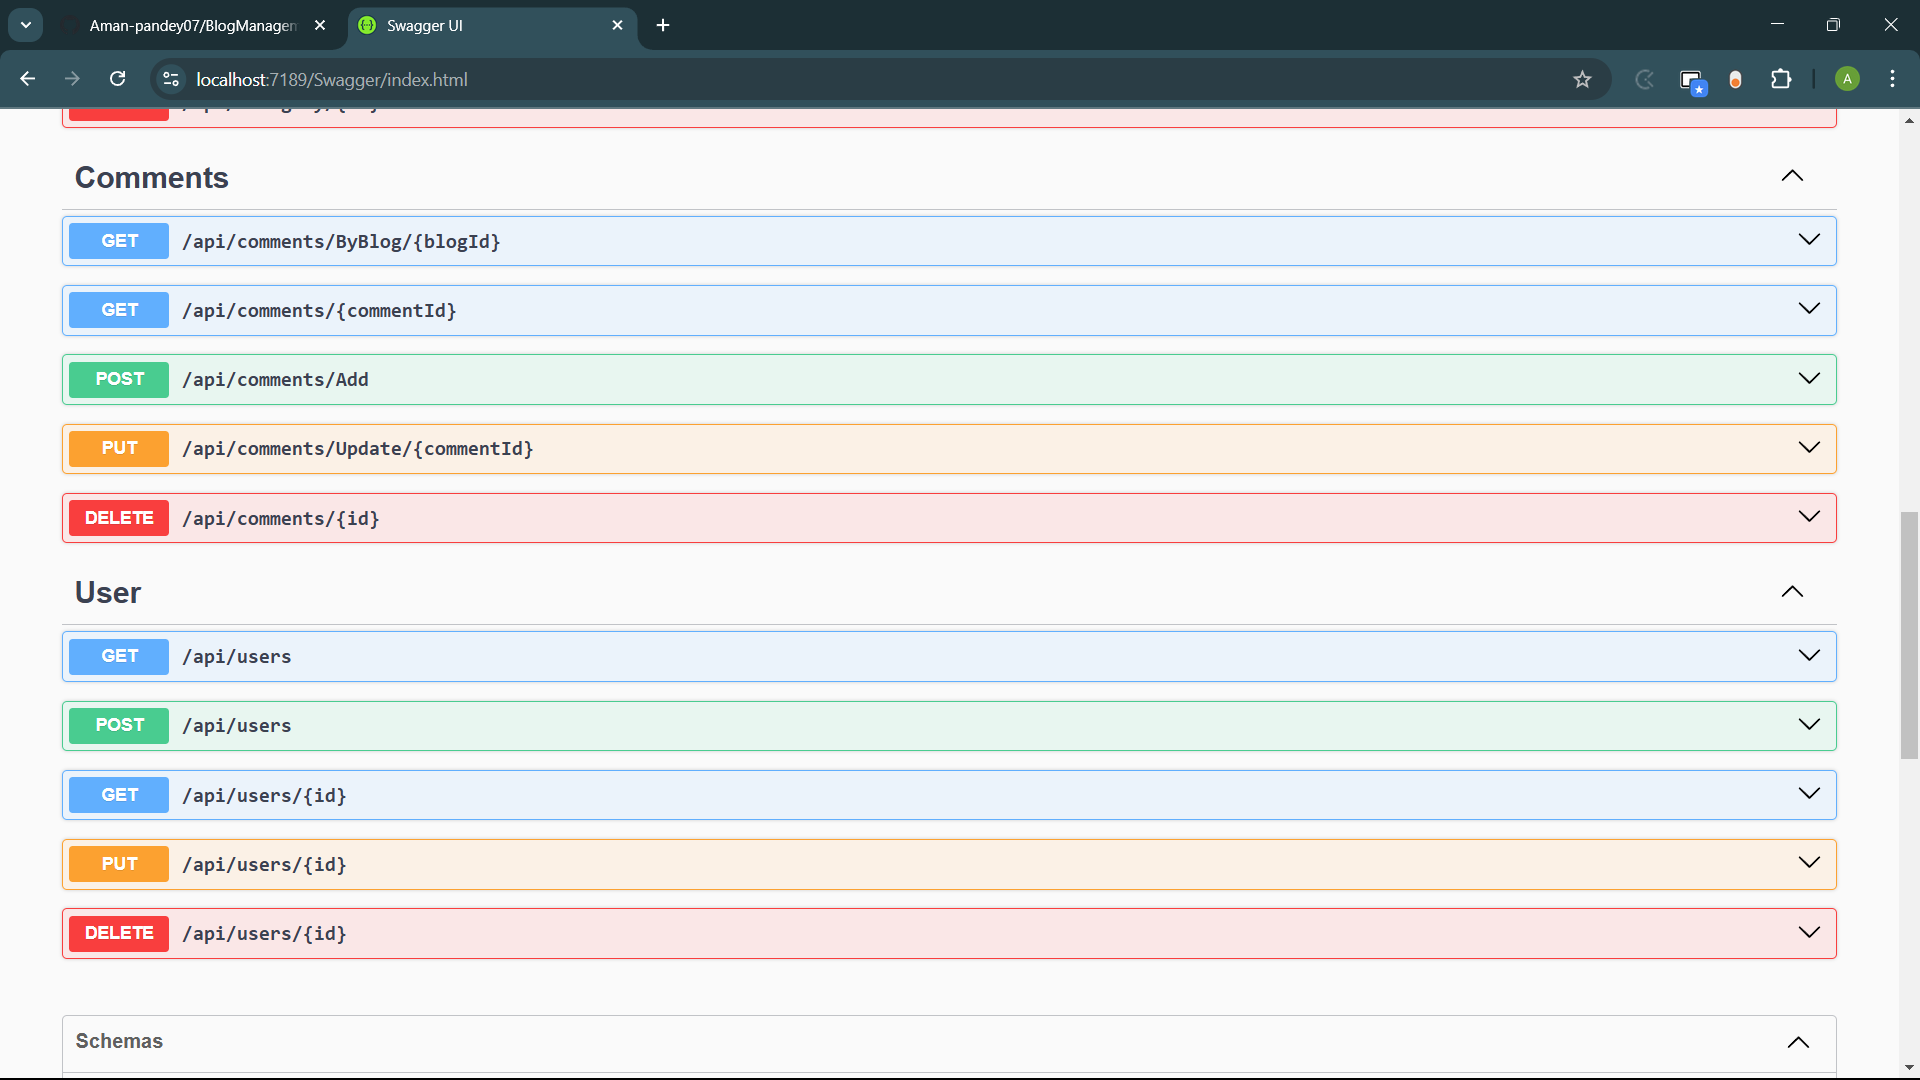 Aman-pandey07/BlogManagem
Swagger UI
localhost:7189/Swagger/index.html
A
Comments
GET /api/comments/ByBlog/{blogId}
GET /api/comments/{commentId}
POST /api/comments/Add
PUT /api/comments/Update/{commentId}
DELETE /api/comments/{id}
User
GET /api/users
POST /api/users
GET /api/users/{id}
PUT /api/users/{id}
DELETE /api/users/{id}
Schemas